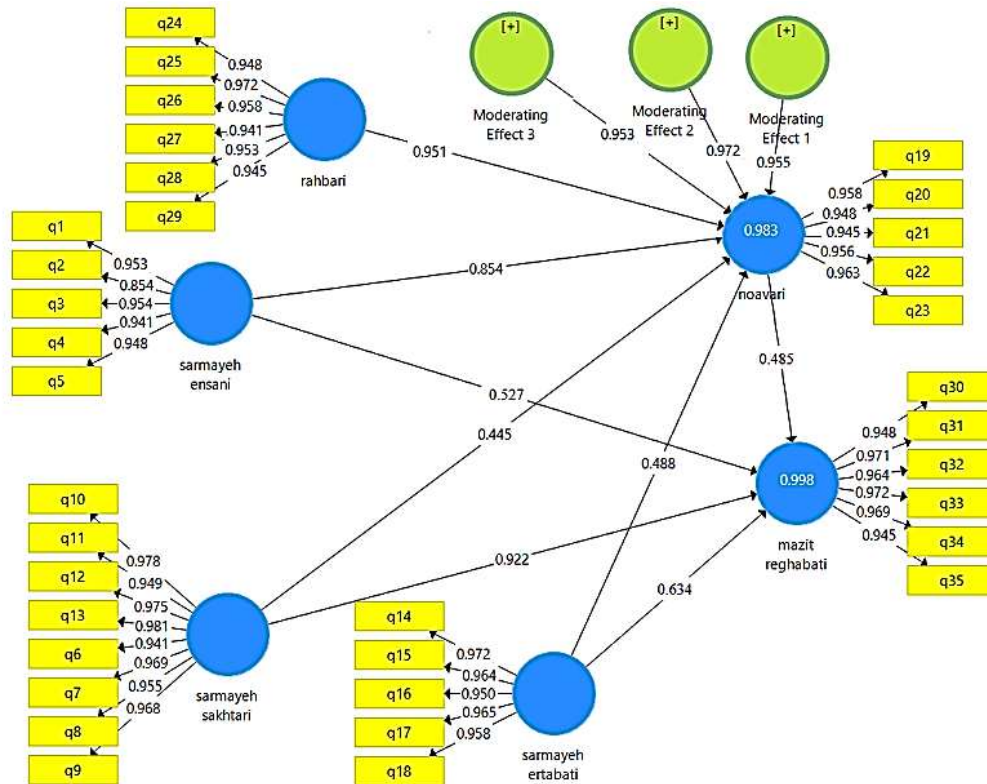 q24
q25
q26
q27
q28
q29
0.948
0.972
0.958
0.941
0.953
0.945
rahbari
[+]
Moderating
Effect 3
[+]
Moderating
Effect 2
[+]
Moderating
Effect 1
0.953
0.972
0.955
0.951
q19
q20
q21
q22
q23
0.958
0.948
0.945
0.956
0.963
0.983
noavari
q1
q2
q3
q4
q5
0.953
0.854
0.954
0.941
0.948
sarmayeh
ensani
0.854
0.527
0.445
0.488
0.485
q30
q31
q32
q33
q34
q35
0.948
0.971
0.964
0.972
0.969
0.945
0.998
mazit
reghabati
q10
q11
q12
q13
q6
q7
q8
q9
0.978
0.949
0.975
0.981
0.941
0.969
0.955
0.968
sarmayeh
sakhtari
0.922
0.634
q14
q15
q16
q17
q18
0.972
0.964
0.950
0.965
0.958
sarmayeh
ertabati